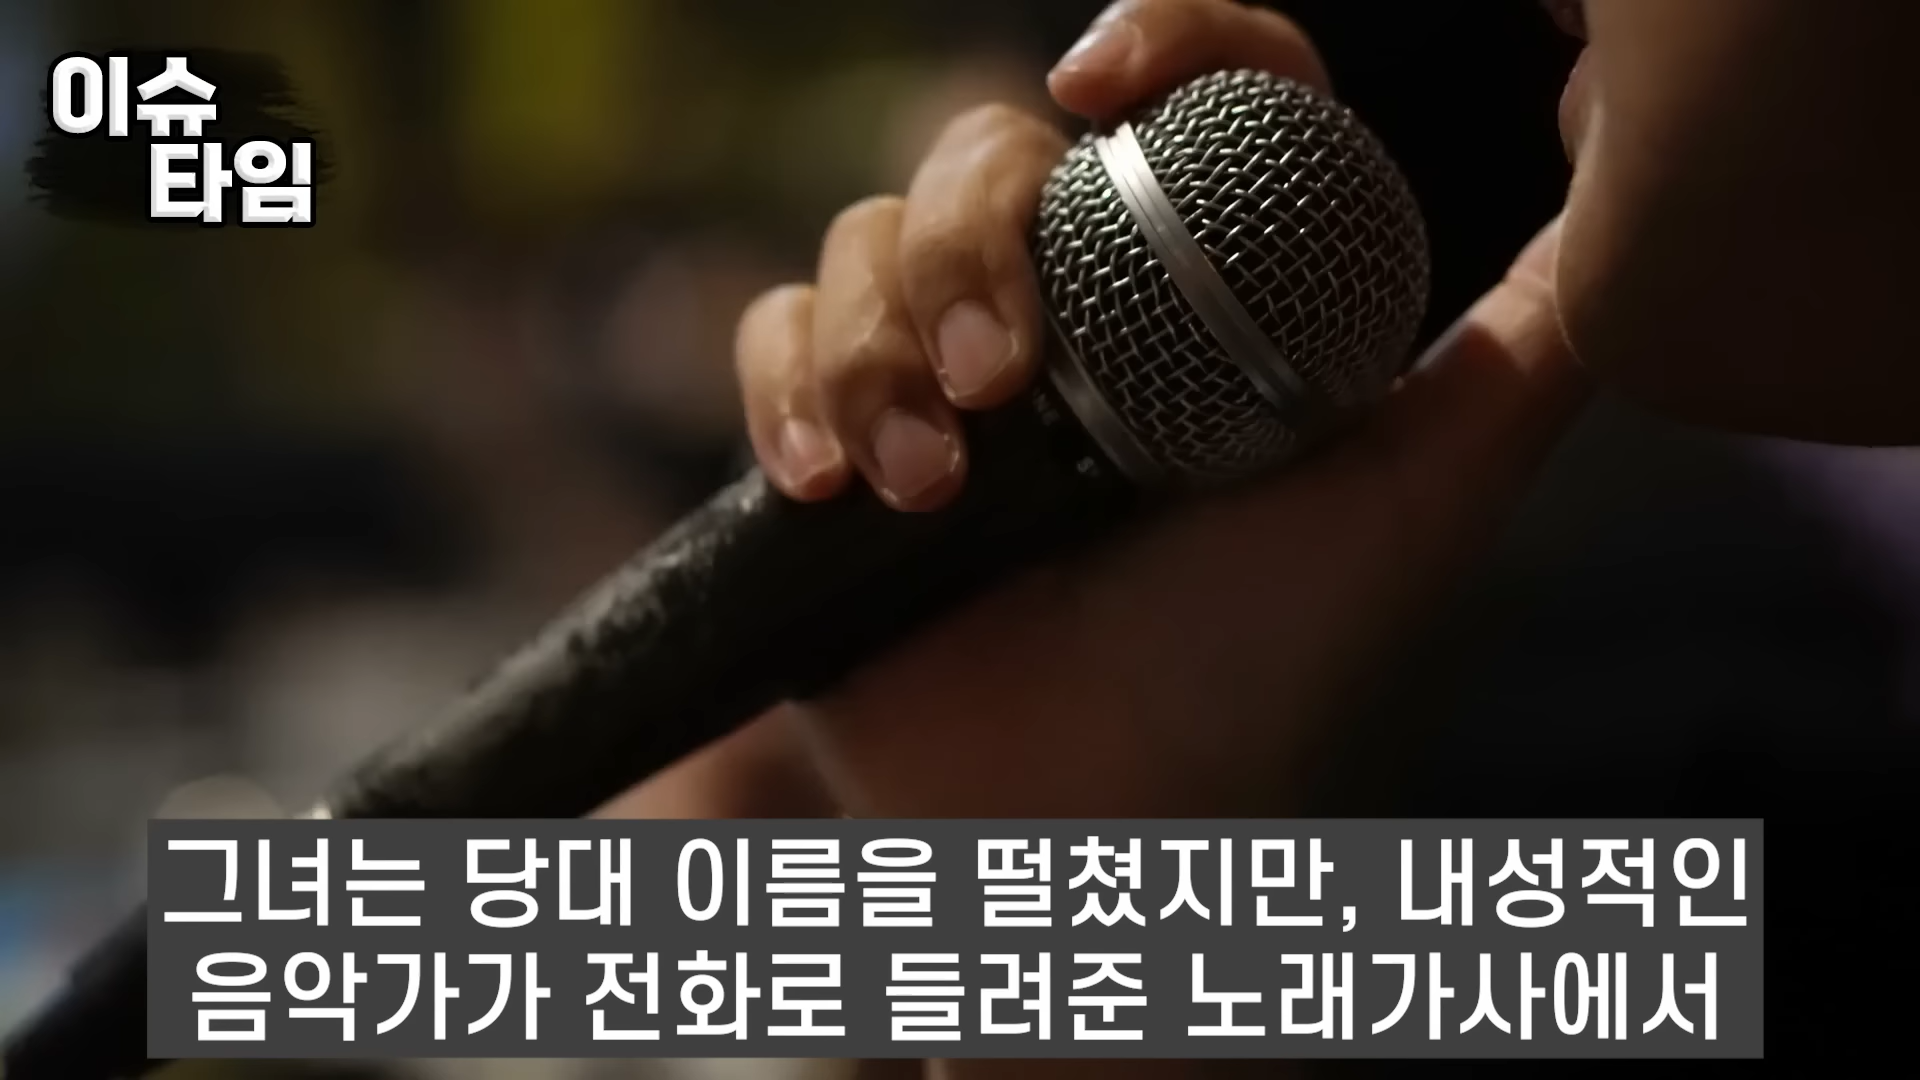 이슈
타임
그녀는 당대 이름을 떨쳤지만, 내성적인
음악가가 전화로 들려준 노래가사에서